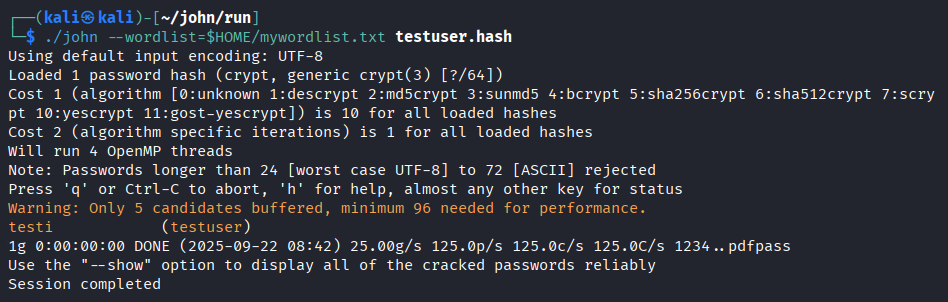 ┌──(kali㉿kali)-[~/john/run]
└─$ ./john --wordlist=$HOME/mywordlist.txt testuser.hash
Using default input encoding: UTF-8
Loaded 1 password hash (crypt, generic crypt(3) [?/64])
Cost 1 (algorithm [0:unknown 1:descrypt 2:md5crypt 3:sunmd5 4:bcrypt 5:sha256crypt 6:sha512crypt 7:scry
pt 10:yescrypt 11:gost-yescrypt]) is 10 for all loaded hashes
Cost 2 (algorithm specific iterations) is 1 for all loaded hashes
Will run 4 OpenMP threads
Note: Passwords longer than 24 [worst case UTF-8] to 72 [ASCII] rejected
Press 'q' or Ctrl-C to abort, 'h' for help, almost any other key for status
Warning: Only 5 candidates buffered, minimum 96 needed for performance.
testi            (testuser)
1g 0:00:00:00 DONE (2025-09-22 08:42) 25.00g/s 125.0p/s 125.0c/s 125.0C/s 1234..pdfpass
Use the "--show" option to display all of the cracked passwords reliably
Session completed